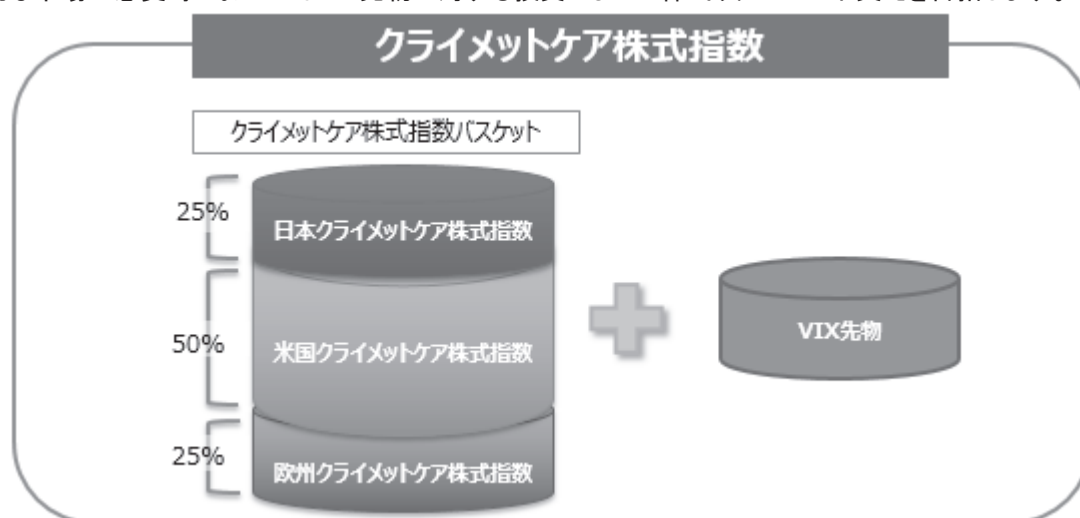 クライメットケア株式指数
クライメットケア株式指数バスケット
25%
日本クライメットケア株式指数
50%
米国クライメットケア株式指数
VIX先物
25%
欧州クライメットケア株式指数